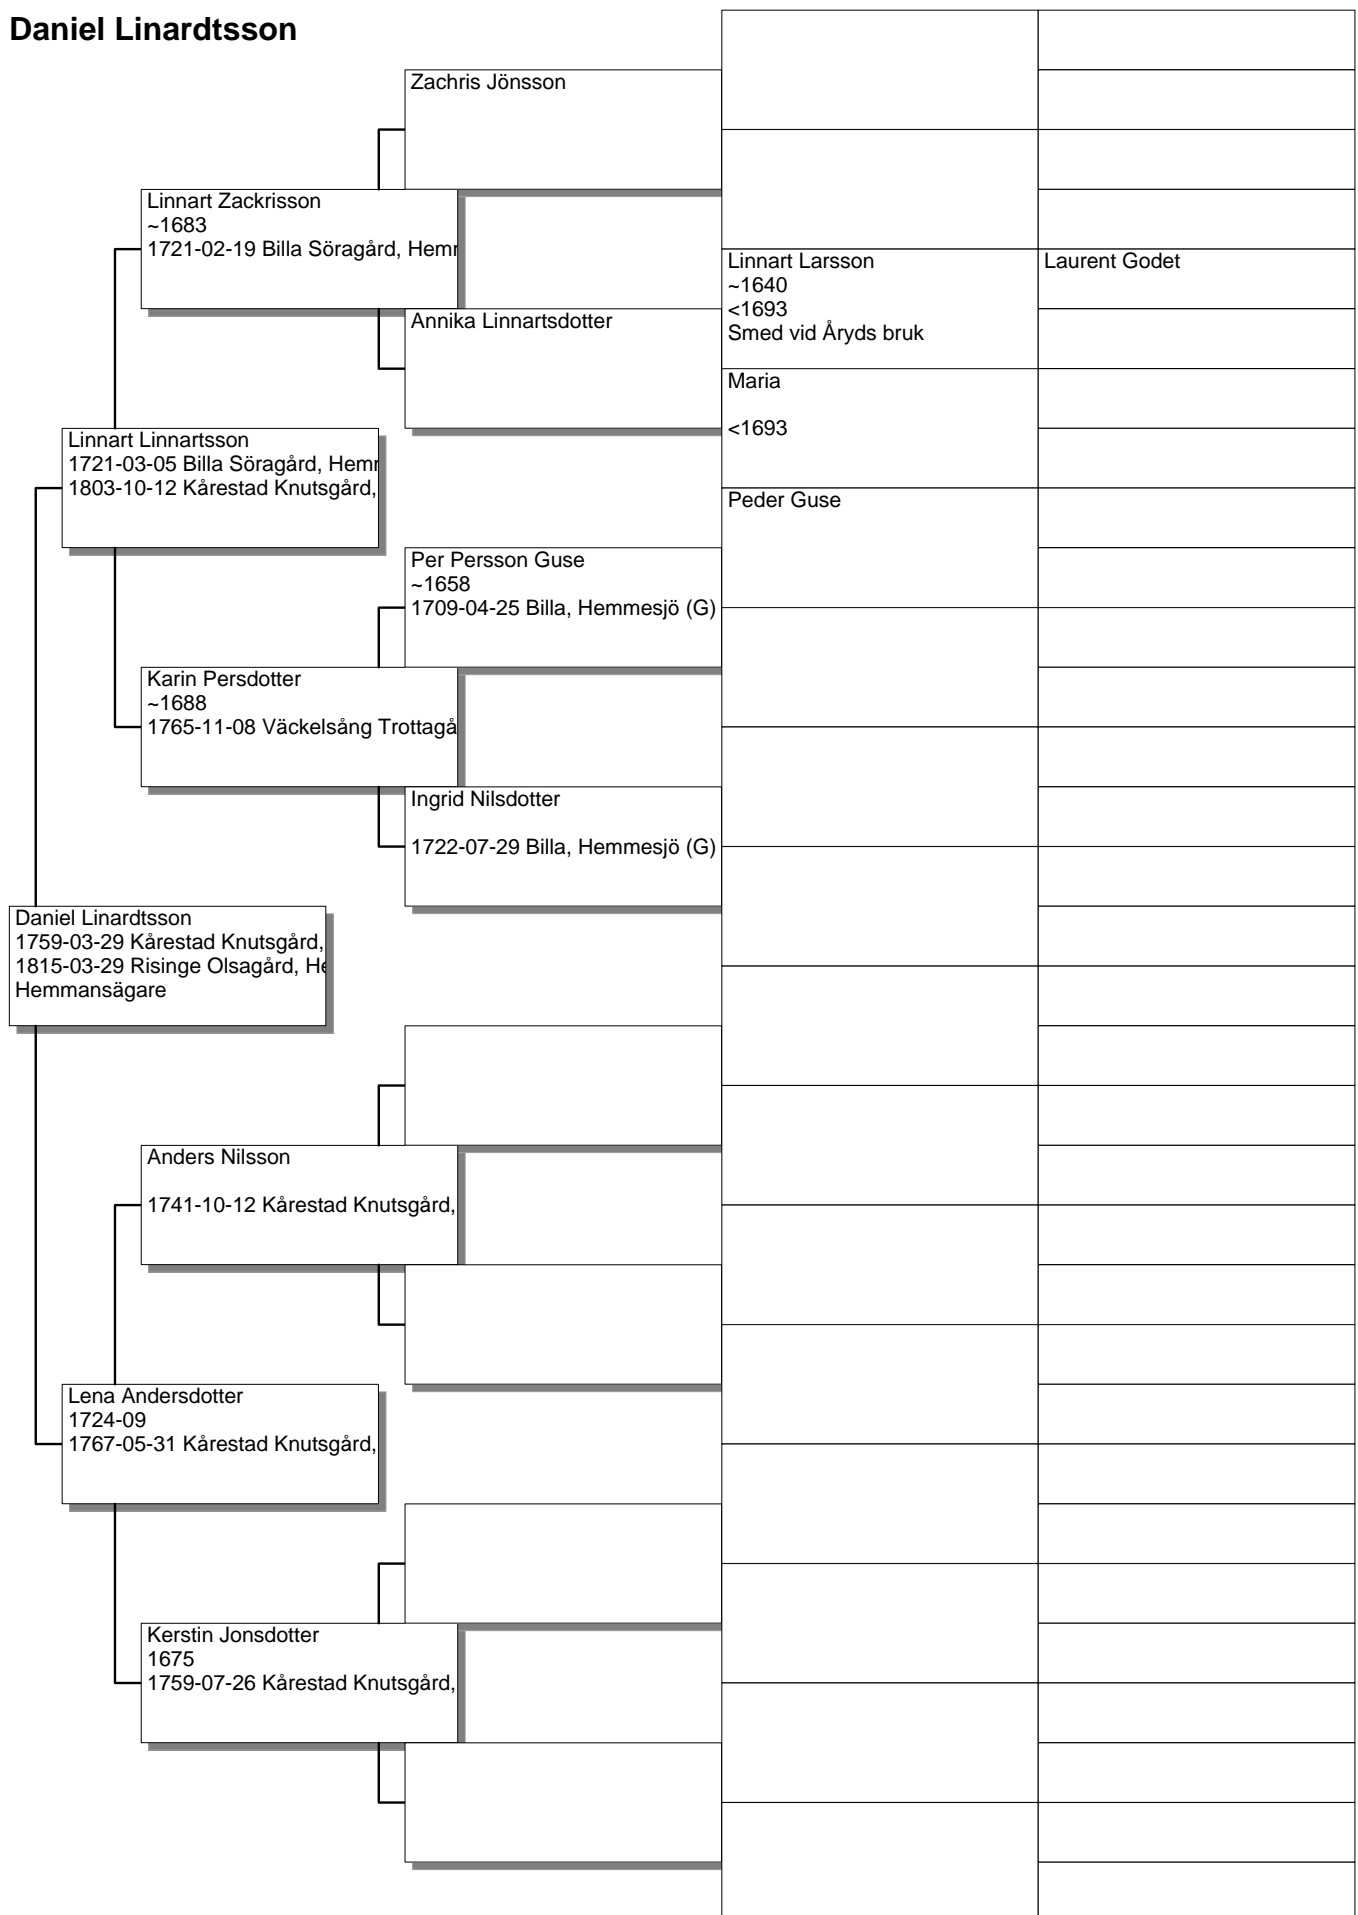 Daniel Linardtsson
Zachris Jönsson
Linnart Zackrisson
~1683
1721-02-19 Billa Söragård, Hemm
Linnart Larsson
~1640
<1693
Smed vid Åryds bruk
Laurent Godet
Annika Linnartsdotter
Maria
<1693
Linnart Linnartsson
1721-03-05 Billa Söragård, Hemm
1803-10-12 Kårestad Knutsgård,
Peder Guse
Per Persson Guse
~1658
1709-04-25 Billa, Hemmesjö (G)
Karin Persdotter
~1688
1765-11-08 Väckelsång Trottagå
Ingrid Nilsdotter
1722-07-29 Billa, Hemmesjö (G)
Daniel Linardtsson
1759-03-29 Kårestad Knutsgård,
1815-03-29 Risinge Olsagård, He
Hemmansägare
Anders Nilsson
1741-10-12 Kårestad Knutsgård,
Lena Andersdotter
1724-09
1767-05-31 Kårestad Knutsgård,
Kerstin Jonsdotter
1675
1759-07-26 Kårestad Knutsgård,